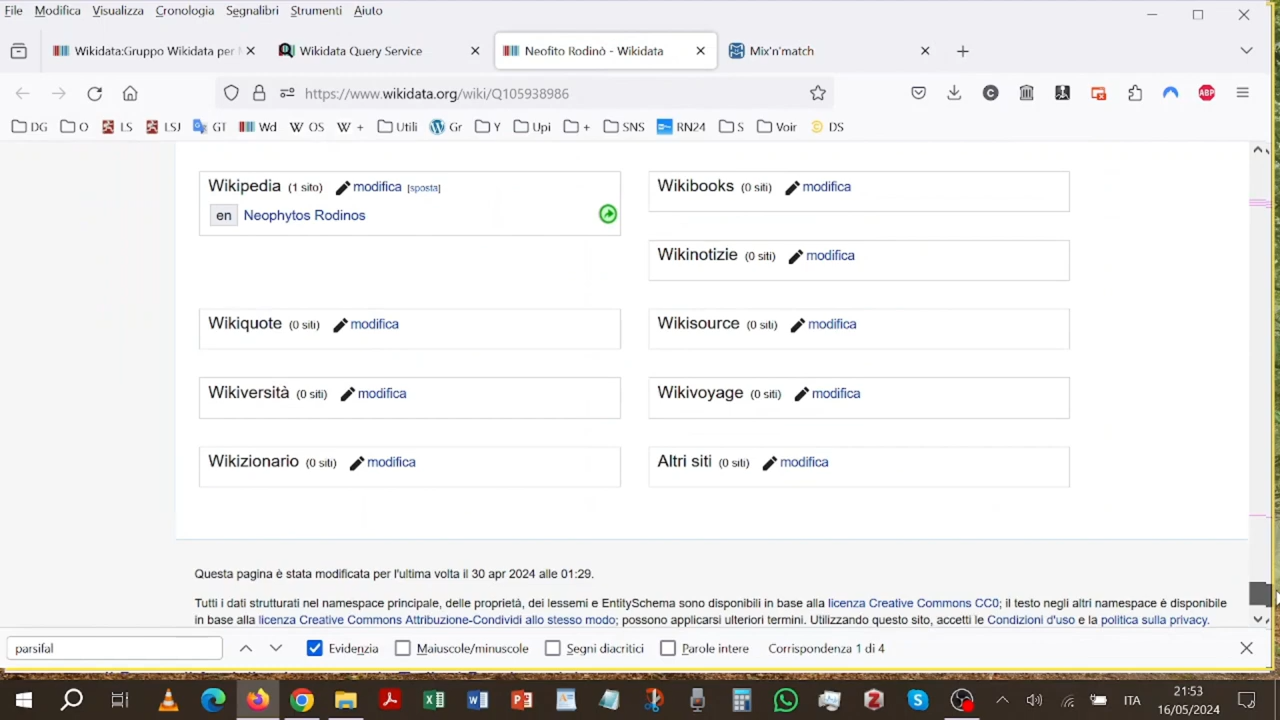 File Modifica Visualizza Cronologia Segnalibri Strumenti Aiuto
Wikidata:Gruppo Wikidata per Wikidata Query Service Neofito Rodinò - Wikidata Mix'n'match
https://www.wikidata.org/wiki/Q105938986
DG O LS LSJ GT Wd OS + Utili Gr Y Upi + SNS RN24 S Voir DS
Wikipedia (1 sito) modifica [sposta]
en Neophytos Rodinos
Wikibooks (0 siti) modifica
Wikinotizie (0 siti) modifica
Wikiquote (0 siti) modifica
Wikisource (0 siti) modifica
Wikiversità (0 siti) modifica
Wikivoyage (0 siti) modifica
Wikizionario (0 siti) modifica
Altri siti (0 siti) modifica
Questa pagina è stata modificata per l'ultima volta il 30 apr 2024 alle 01:29.
Tutti i dati strutturati nel namespace principale, delle proprietà, dei lessemi e EntitySchema sono disponibili in base alla licenza Creative Commons CC0; il testo negli altri namespace è disponibile
in base alla licenza Creative Commons Attribuzione-Condividi allo stesso modo; possono applicarsi ulteriori termini. Utilizzando questo sito, accetti le Condizioni d'uso e la politica sulla privacy.
parsifal Evidenzia Maiuscole/minuscole Segni diacritici Parole intere Corrispondenza 1 di 4
ITA
21:53
16/05/2024